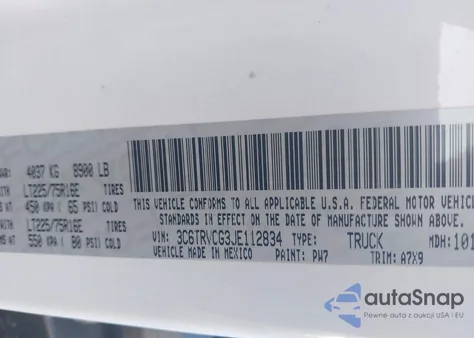 4037 KG 8900 LB
LT225/75R16E TIRES
450 KPA ( 65 PSI) COLD
LT225/75R16E TIRES
550 KPA ( 80 PSI) COLD
THIS VEHICLE CONFORMS TO ALL APPLICABLE U.S.A. FEDERAL MOTOR VEHICLE
STANDARDS IN EFFECT ON THE DATE OF MANUFACTURE SHOWN ABOVE
VIN: 3C6TRVCG3JE112834 TYPE: TRUCK MDH: 101
VEHICLE MADE IN MEXICO PAINT: PW7 TRIM: A7X9
autoSnap
Pewne auta z aukcji USA i EU